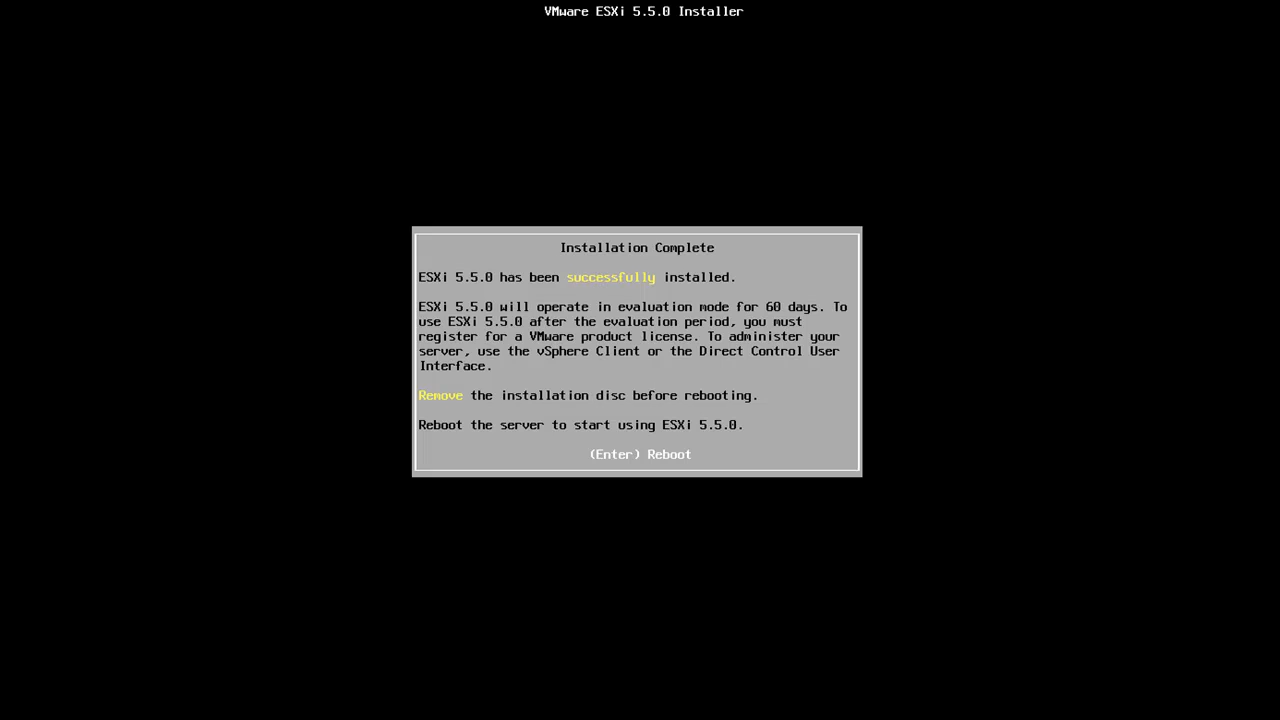 VMware ESXi 5.5.0 Installer
Installation Complete
ESXi 5.5.0 has been successfully installed.
ESXi 5.5.0 will operate in evaluation mode for 60 days. To
use ESXi 5.5.0 after the evaluation period, you must
register for a VMware product license. To administer your
server, use the vSphere Client or the Direct Control User
Interface.
Remove the installation disc before rebooting.
Reboot the server to start using ESXi 5.5.0.
(Enter) Reboot